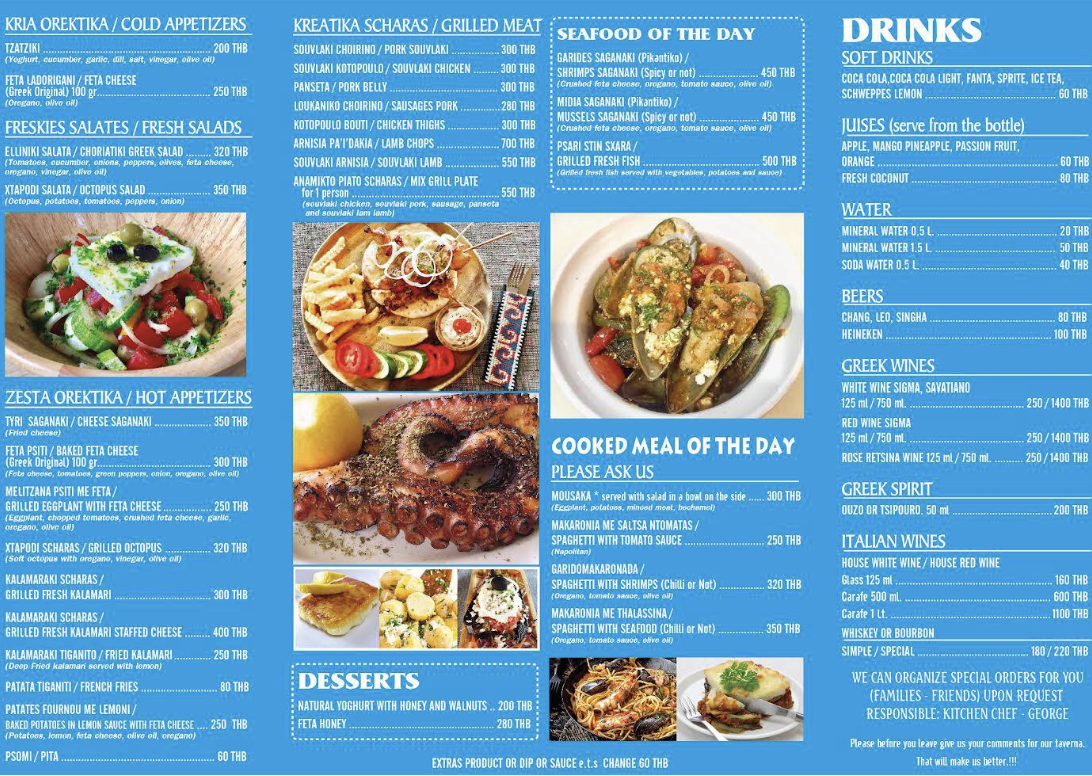 KRIA OREKTIKA / COLD APPETIZERS
TZATZIKI ........ 200 THB
(Yoghurt, cucumber, garlic, dill, salt, vinegar, olive oil)
FETA LADORIGANI / FETA CHEESE
(Greek Original) 100 gr........ 250 THB
(Oregano, olive oil)
FRESKIES SALATES / FRESH SALADS
ELLINIKI SALATA / CHORIATIKI GREEK SALAD ........ 320 THB
(Tomatoes, cucumber, onions, peppers, olives, feta cheese,
oregano, vinegar, olive oil)
XTAPODI SALATA / OCTOPUS SALAD ........ 350 THB
(Octopus, potatoes, tomatoes, peppers, onion)
ZESTA OREKTIKA / HOT APPETIZERS
TYRI SAGANAKI / CHEESE SAGANAKI ........ 350 THB
(Fried cheese)
FETA PSITI / BAKED FETA CHEESE
(Greek Original) 100 gr........ 300 THB
(Feta cheese, tomatoes, green peppers, onion, oregano, olive oil)
MELITZANA PSITI ME FETA /
GRILLED EGGPLANT WITH FETA CHEESE ........ 250 THB
(Eggplant, chopped tomatoes, crushed feta cheese, garlic,
oregano, olive oil)
XTAPODI SCHARAS / GRILLED OCTOPUS ........ 320 THB
(Soft octopus with oregano, vinegar, olive oil)
KALAMARAKI SCHARAS /
GRILLED FRESH KALAMARI ........ 300 THB
KALAMARAKI SCHARAS /
GRILLED FRESH KALAMARI STAFFED CHEESE ........ 400 THB
KALAMARAKI TIGANITO / FRIED KALAMARI ........ 250 THB
(Deep Fried kalamari served with lemon)
PATATA TIGANITI / FRENCH FRIES ........ 80 THB
PATATES FOURNOU ME LEMONI /
BAKED POTATOES IN LEMON SAUCE WITH FETA CHEESE .... 250 THB
(Potatoes, lemon, feta cheese, olive oil, oregano)
PSOMI / PITA ........ 60 THB
KREATIKA SCHARAS / GRILLED MEAT
SOUVLAKI CHOIRINO / PORK SOUVLAKI ........ 300 THB
SOUVLAKI KOTOPOULO / SOUVLAKI CHICKEN ........ 300 THB
PANSETA / PORK BELLY ........ 300 THB
LOUKANIKO CHOIRINO / SAUSAGES PORK ........ 280 THB
KOTOPOULO BOUTI / CHICKEN THIGHS ........ 300 THB
ARNISIA PA'I'DAKIA / LAMB CHOPS ........ 700 THB
SOUVLAKI ARNISIA / SOUVLAKI LAMB ........ 550 THB
ANAMIKTO PIATO SCHARAS / MIX GRILL PLATE
for 1 person ........ 550 THB
(souvlaki chicken, souvlaki pork, sausage, panseta
and souvlaki lam lamb)
DESSERTS
NATURAL YOGHURT WITH HONEY AND WALNUTS .. 200 THB
FETA HONEY ........ 280 THB
SEAFOOD OF THE DAY
GARIDES SAGANAKI (Pikantiko) /
SHRIMPS SAGANAKI (Spicy or not) ........ 450 THB
(Crushed feta cheese, oregano, tomato sauce, olive oil)
MIDIA SAGANAKI (Pikantiko) /
MUSSELS SAGANAKI (Spicy or not) ........ 450 THB
(Crushed feta cheese, oregano, tomato sauce, olive oil)
PSARI STIN SXARA /
GRILLED FRESH FISH ........ 500 THB
(Grilled fresh fish served with vegetables, potatoes and sauce)
COOKED MEAL OF THE DAY
PLEASE ASK US
MOUSAKA * served with salad in a bowl on the side ...... 300 THB
(Eggplant, potatoes, minced meat, bechamel)
MAKARONIA ME SALTSA NTOMATAS /
SPAGHETTI WITH TOMATO SAUCE ........ 250 THB
(Napolitan)
GARIDOMAKARONADA /
SPAGHETTI WITH SHRIMPS (Chilli or Not) ........ 320 THB
(Oregano, tomato sauce, olive oil)
MAKARONIA ME THALASSINA /
SPAGHETTI WITH SEAFOOD (Chilli or Not) ........ 350 THB
(Oregano, tomato sauce, olive oil)
EXTRAS PRODUCT OR DIP OR SAUCE e.t.s CHANGE 60 THB
DRINKS
SOFT DRINKS
COCA COLA,COCA COLA LIGHT, FANTA, SPRITE, ICE TEA,
SCHWEPPES LEMON ........ 60 THB
JUISES (serve from the bottle)
APPLE, MANGO PINEAPPLE, PASSION FRUIT,
ORANGE ........ 60 THB
FRESH COCONUT ........ 80 THB
WATER
MINERAL WATER 0.5 L. ........ 20 THB
MINERAL WATER 1.5 L. ........ 50 THB
SODA WATER 0.5 L ........ 40 THB
BEERS
CHANG, LEO, SINGHA ........ 80 THB
HEINEKEN ........ 100 THB
GREEK WINES
WHITE WINE SIGMA, SAVATIANO
125 ml / 750 ml. ........ 250 / 1400 THB
RED WINE SIGMA
125 ml / 750 ml. ........ 250 / 1400 THB
ROSE RETSINA WINE 125 ml / 750 ml. ........ 250 / 1400 THB
GREEK SPIRIT
OUZO OR TSIPOURO. 50 ml ........ 200 THB
ITALIAN WINES
HOUSE WHITE WINE / HOUSE RED WINE
Glass 125 ml ........ 160 THB
Carafe 500 ml. ........ 600 THB
Carafe 1 Lt. ........ 1100 THB
WHISKEY OR BOURBON
SIMPLE / SPECIAL ........ 180 / 220 THB
WE CAN ORGANIZE SPECIAL ORDERS FOR YOU
(FAMILIES - FRIENDS) UPON REQUEST
RESPONSIBLE: KITCHEN CHEF - GEORGE
Please before you leave give us your comments for our taverna.
That will make us better.!!!